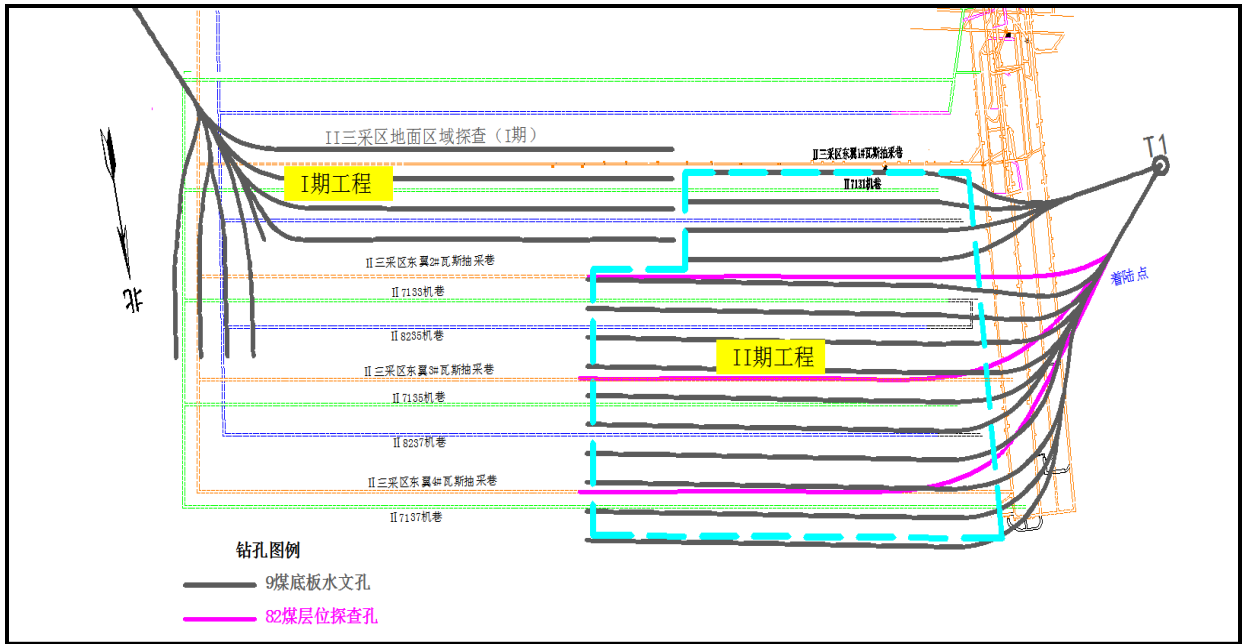 II三采区地面区域探查（I期）
II三采区东翼1#瓦斯抽采巷
T1
I期工程
II7131机巷
II三采区东翼2#瓦斯抽采巷
着陆点
北
II7133机巷
II8235机巷
II期工程
II三采区东翼3#瓦斯抽采巷
II7135机巷
II8237机巷
II三采区东翼4#瓦斯抽采巷
II7137机巷
钻孔图例
9煤底板水文孔
82煤层位探查孔